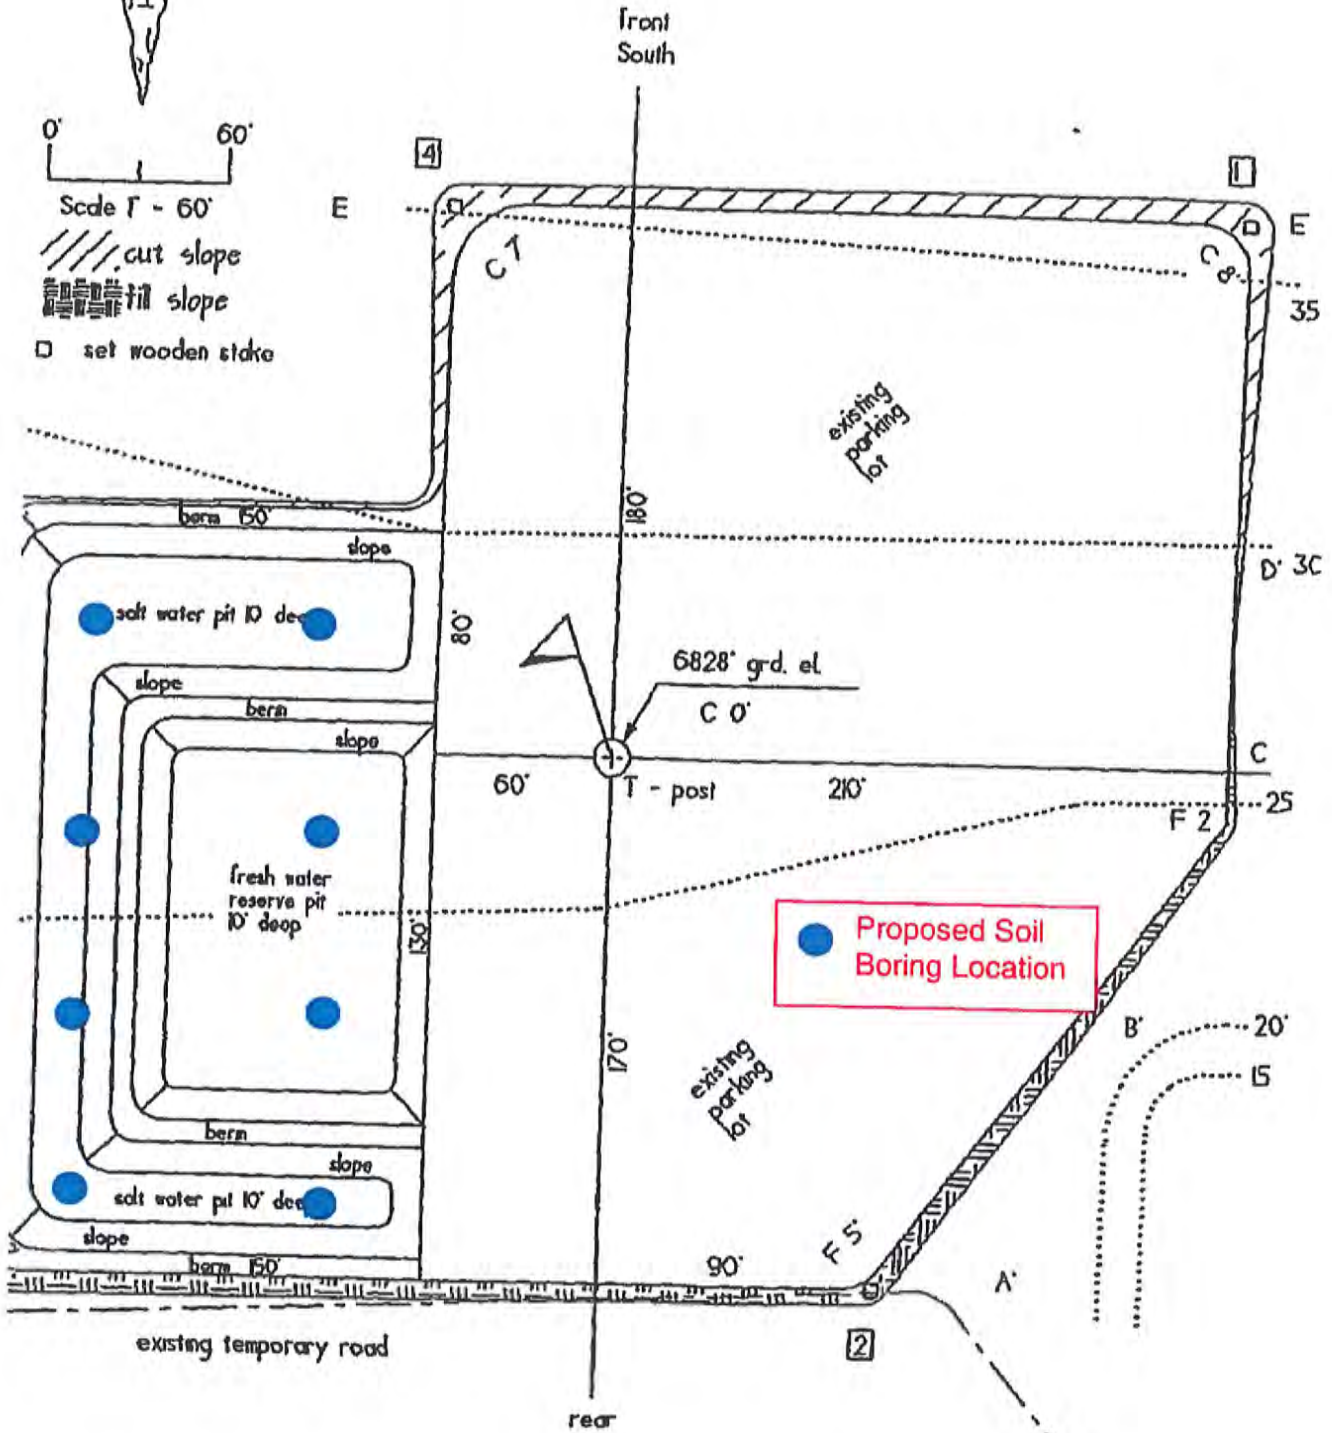 front
South
0'
60'
4
1
Scale 1" - 60'
E
E
cut slope
C 7
C 8
fill slope
35
set wooden stake
existing
parking
lot
berm 150'
180'
slope
D' 3C
salt water pit 10 dee
80'
6828' grd. el.
slope
berm
C 0'
slope
C
60'
T - post
210'
25
F 2
fresh water
reserve pit
10' deep
130'
Proposed Soil
Boring Location
B'
20'
15
170'
existing
parking
lot
berm
slope
salt water pit 10' dee
slope
F 5'
berm 150'
90'
A'
existing temporary road
2
rear